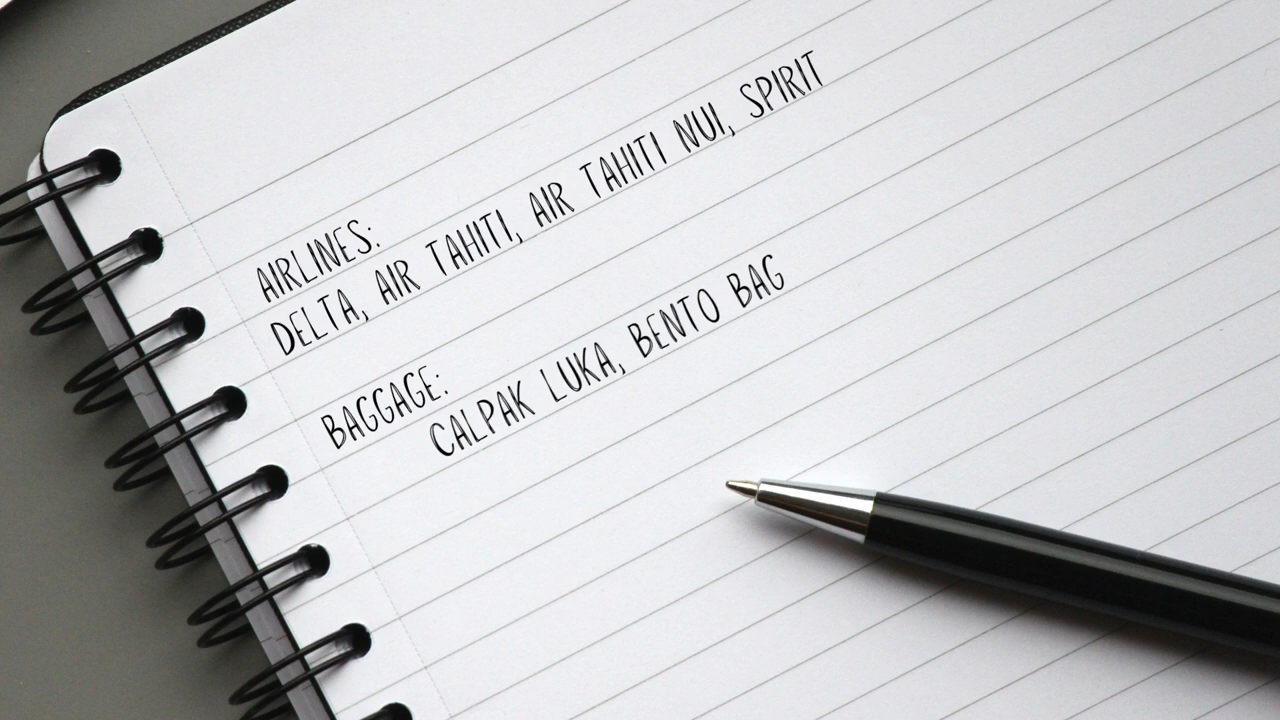 AIRLINES:
DELTA, AIR TAHITI, AIR TAHITI NUI, SPIRIT
BAGGAGE:
CALPAK LUKA, BENTO BAG